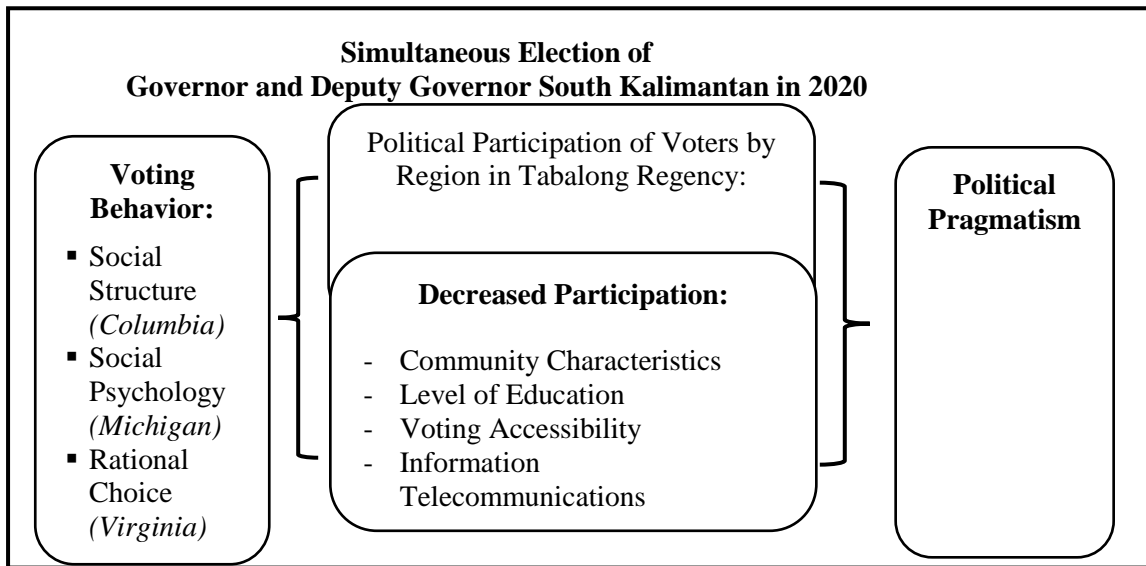 Simultaneous Election of
Governor and Deputy Governor South Kalimantan in 2020
Voting
Behavior:
▪ Social
Structure
(Columbia)
▪ Social
Psychology
(Michigan)
▪ Rational
Choice
(Virginia)
Political Participation of Voters by
Region in Tabalong Regency:
Decreased Participation:
- Community Characteristics
- Level of Education
- Voting Accessibility
- Information
Telecommunications
Political
Pragmatism